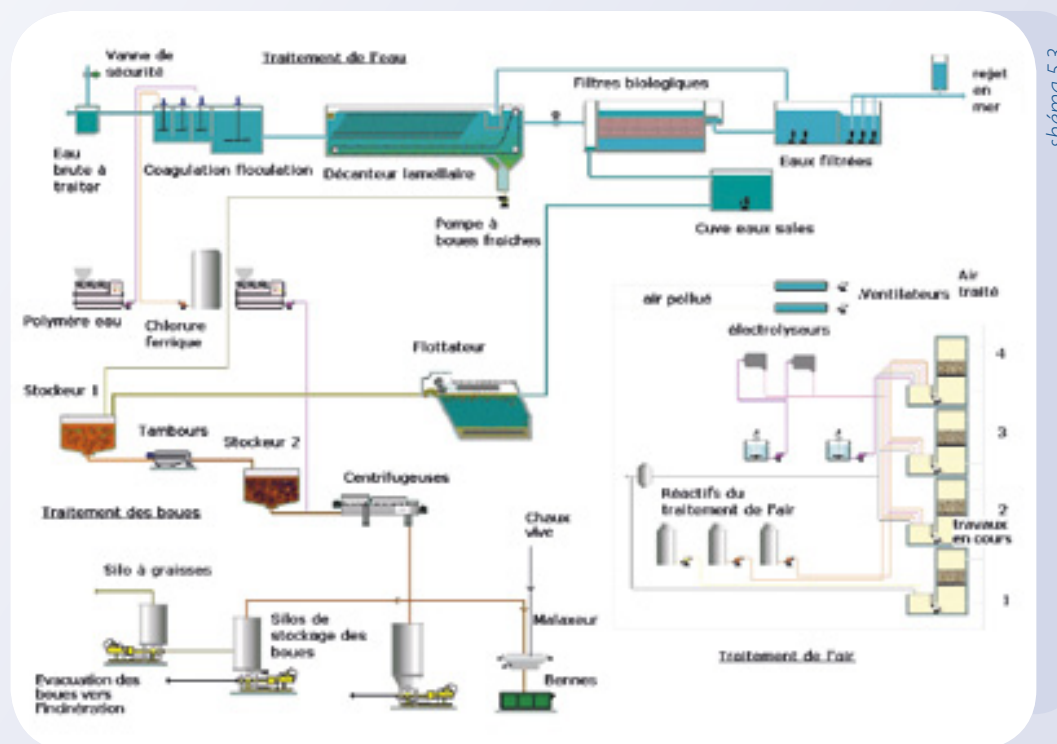 shéma 5.3
Traitement de l'eau
Vanne de
sécurité
Filtres biologiques
rejet
en
mer
Eau
brute à
traiter
Coagulation floculation
Décanteur lamellaire
Eaux filtrées
Pompe à
boues fraîches
Cuve eaux sales
Polymère eau
Chlorure
ferrique
air pollué
Ventilateurs
Air
traité
électrolyseurs
Flottateur
4
Stockeur 1
Tambours
Stockeur 2
3
Centrifugeuses
Traitement des boues
Réactifs du
traitement de l'air
2
travaux
en cours
Chaux
vive
Silo à graisses
Silos de
stockage des
boues
Malaxeur
1
Traitement de l'air
Evacuation des
boues vers
l'incinération
Bennes